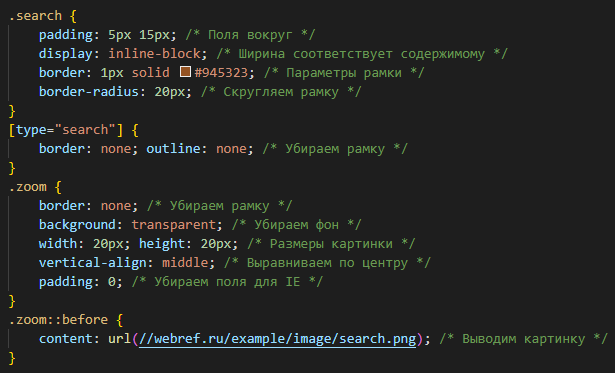 .search {
    padding: 5px 15px; /* Поля вокруг */
    display: inline-block; /* Ширина соответствует содержимому */
    border: 1px solid #945323; /* Параметры рамки */
    border-radius: 20px; /* Скругляем рамку */
}
[type="search"] {
    border: none; outline: none; /* Убираем рамку */
}
.zoom {
    border: none; /* Убираем рамку */
    background: transparent; /* Убираем фон */
    width: 20px; height: 20px; /* Размеры картинки */
    vertical-align: middle; /* Выравниваем по центру */
    padding: 0; /* Убираем поля для IE */
}
.zoom::before {
    content: url(//webref.ru/example/image/search.png); /* Выводим картинку */
}